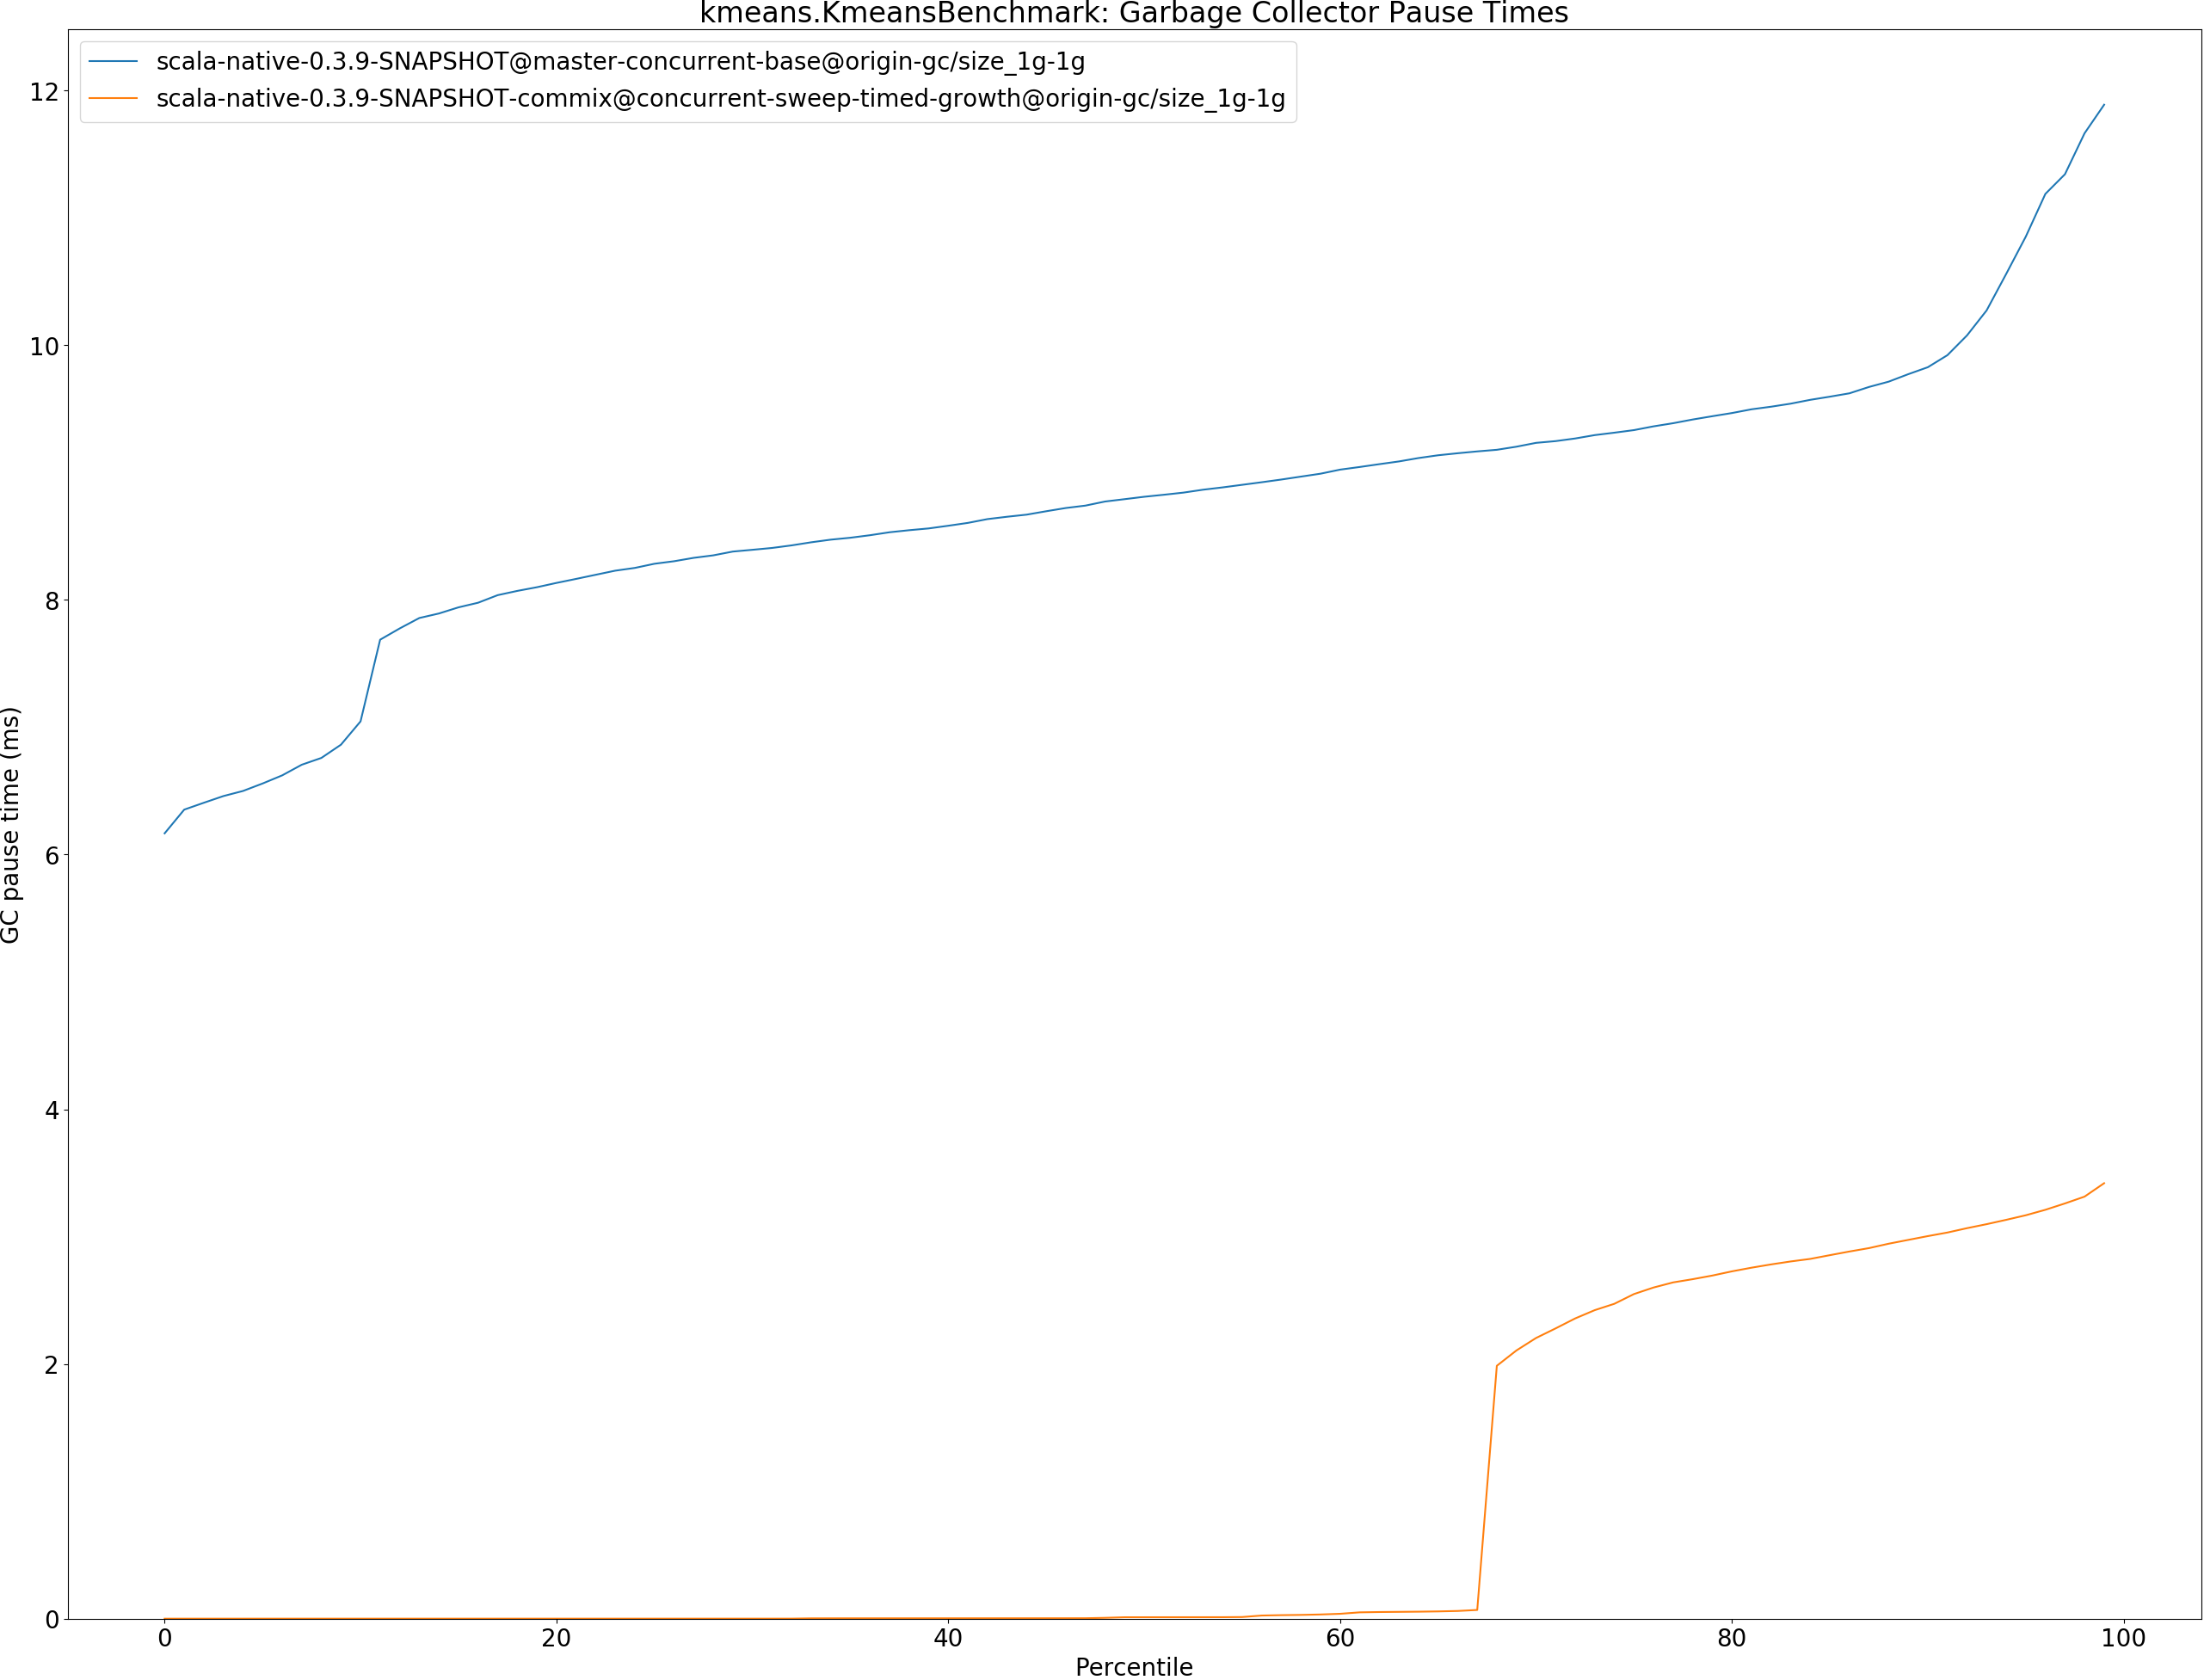 kmeans.KmeansBenchmark: Garbage Collector Pause Times
scala-native-0.3.9-SNAPSHOT@master-concurrent-base@origin-gc/size_1g-1g
scala-native-0.3.9-SNAPSHOT-commix@concurrent-sweep-timed-growth@origin-gc/size_1g-1g
12
10
8
6
4
2
0
GC pause time (ms)
0 20 40 60 80 100
Percentile